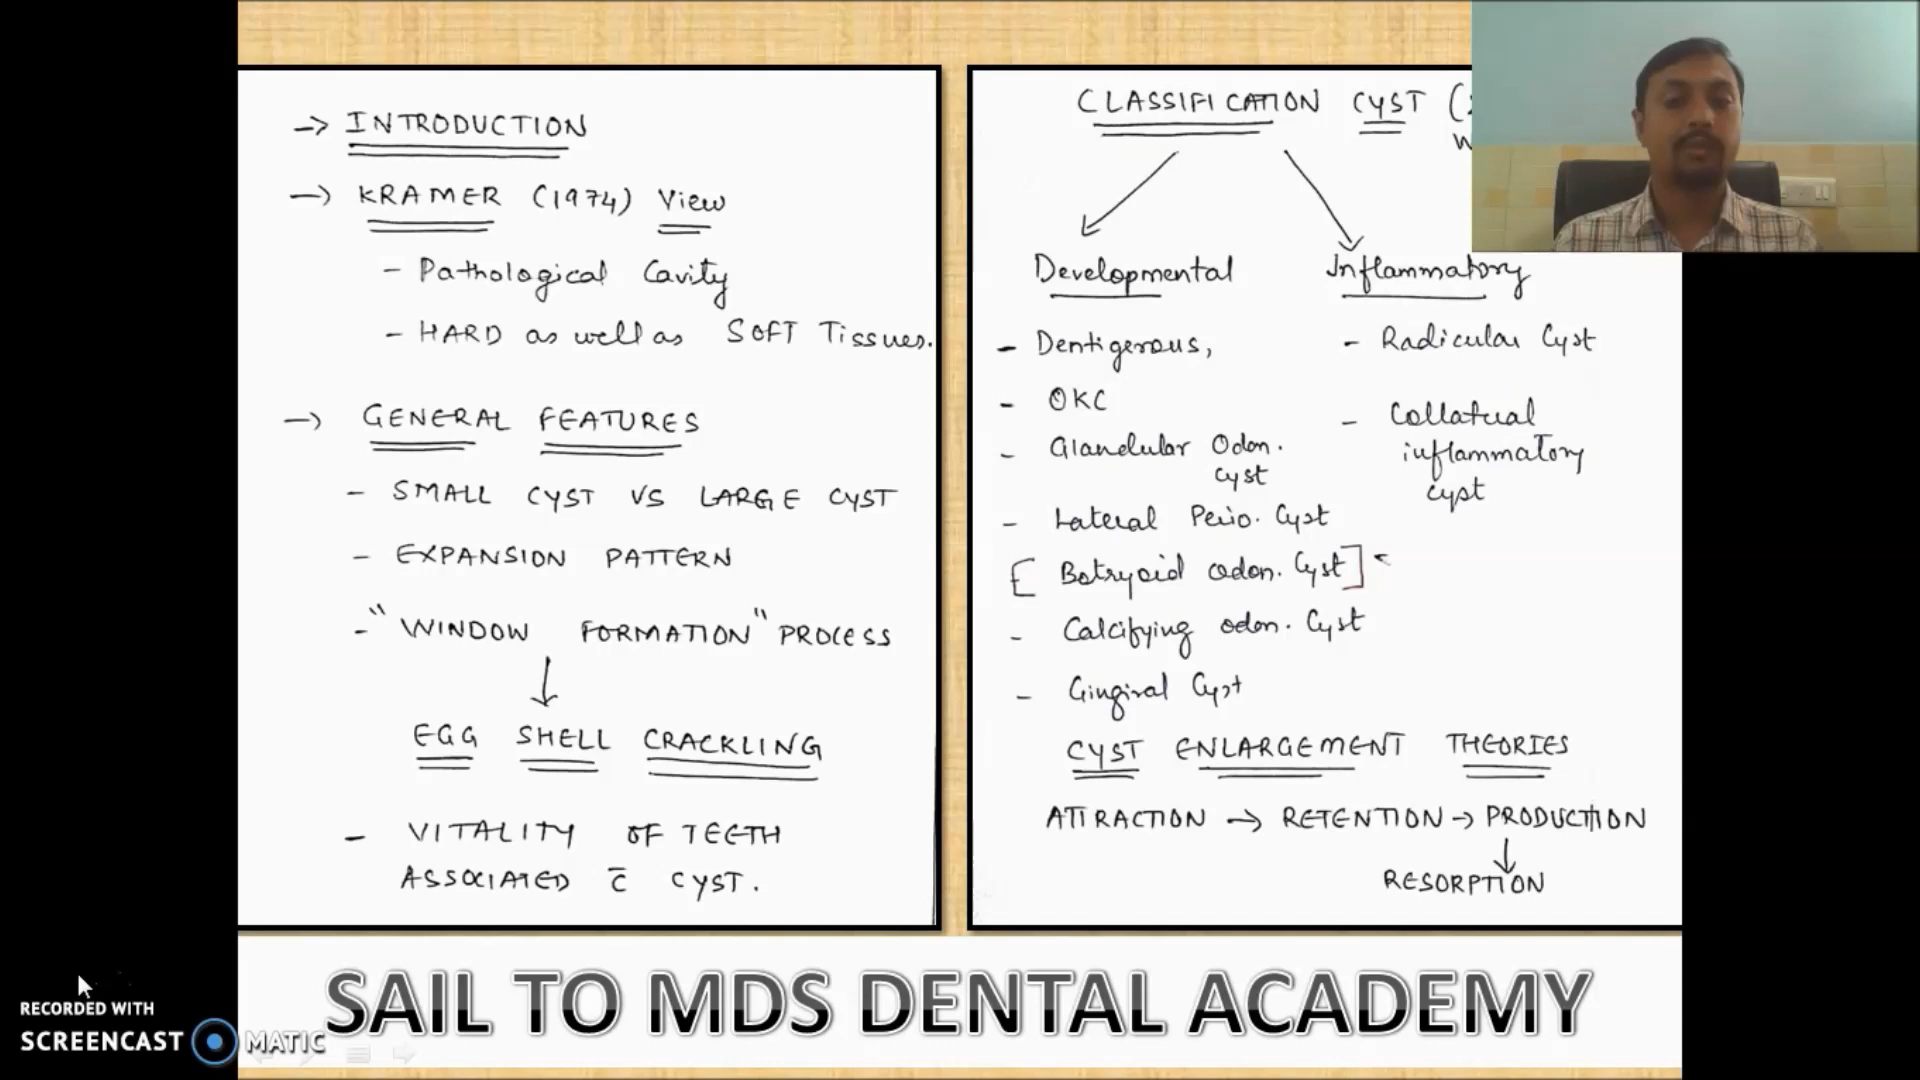 → INTRODUCTION
→ KRAMER (1974) View
- Pathological Cavity
- HARD as well as SOFT Tissues.
→ GENERAL FEATURES
- SMALL CYST VS LARGE CYST
- EXPANSION PATTERN
- "WINDOW FORMATION" PROCESS
↓
EGG SHELL CRACKLING
- VITALITY OF TEETH
ASSOCIATED c̄ CYST.
CLASSIFICATION CYST
Developmental
- Dentigerous,
- OKC
- Glandular Odon.
cyst
- Lateral Perio. Cyst
[ Botryoid odon. Cyst ]
- Calcifying odon. Cyst
- Gingival Cyst
Inflammatory
- Radicular Cyst
- Collateral
inflammatory
cyst
CYST ENLARGEMENT THEORIES
ATTRACTION → RETENTION → PRODUCTION
↓
RESORPTION
SAIL TO MDS DENTAL ACADEMY
RECORDED WITH
SCREENCAST MATIC